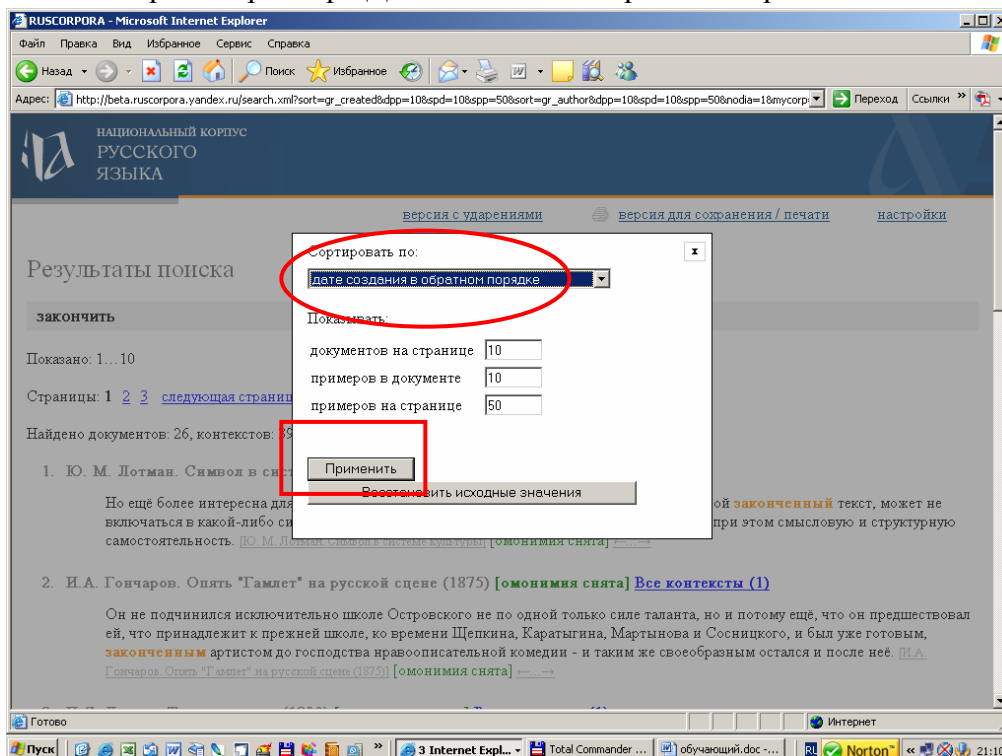 RUSCORPORA - Microsoft Internet Explorer
Файл Правка Вид Избранное Сервис Справка
Назад Поиск Избранное
Адрес: http://beta.ruscorpora.yandex.ru/search.xml?sort=gr_created&dpp=10&spd=10&spp=50&sort=gr_author&dpp=10&spd=10&spp=50&nodia=1&mycorp Переход Ссылки »
НАЦИОНАЛЬНЫЙ КОРПУС
РУССКОГО
ЯЗЫКА
версия с ударениями версия для сохранения / печати настройки
Сортировать по: x
Результаты поиска
дате создания в обратном порядке
закончить
Показывать:
документов на странице 10
Показано: 1…10
примеров в документе 10
Страницы: 1 2 3 следующая страниц
примеров на странице 50
Найдено документов: 26, контекстов:
Применить
1. Ю. М. Лотман. Символ в сист
Восстановить исходные значения
Но ещё более интересна для ой законченный текст, может не
включаться в какой-либо си при этом смысловую и структурную
самостоятельность. [Ю. М. Лотман. Символ в системе культуры] [омонимия снята] ←…→
2. И.А. Гончаров. Опять "Гамлет" на русской сцене (1875) [омонимия снята] Все контексты (1)
Он не подчинился исключительно школе Островского не по одной только силе таланта, но и потому ещё, что он предшествовал
ей, что принадлежит к прежней школе, ко времени Щепкина, Каратыгина, Мартынова и Сосницкого, и был уже готовым,
законченным артистом до господства нравоописательной комедии - и таким же своеобразным остался и после неё. [И.А.
Гончаров. Опять "Гамлет" на русской сцене (1875)] [омонимия снята] ←…→
Готово Интернет
Пуск » 3 Internet Expl... Total Commander ... обучающий.doc -... RL Norton « 21:10